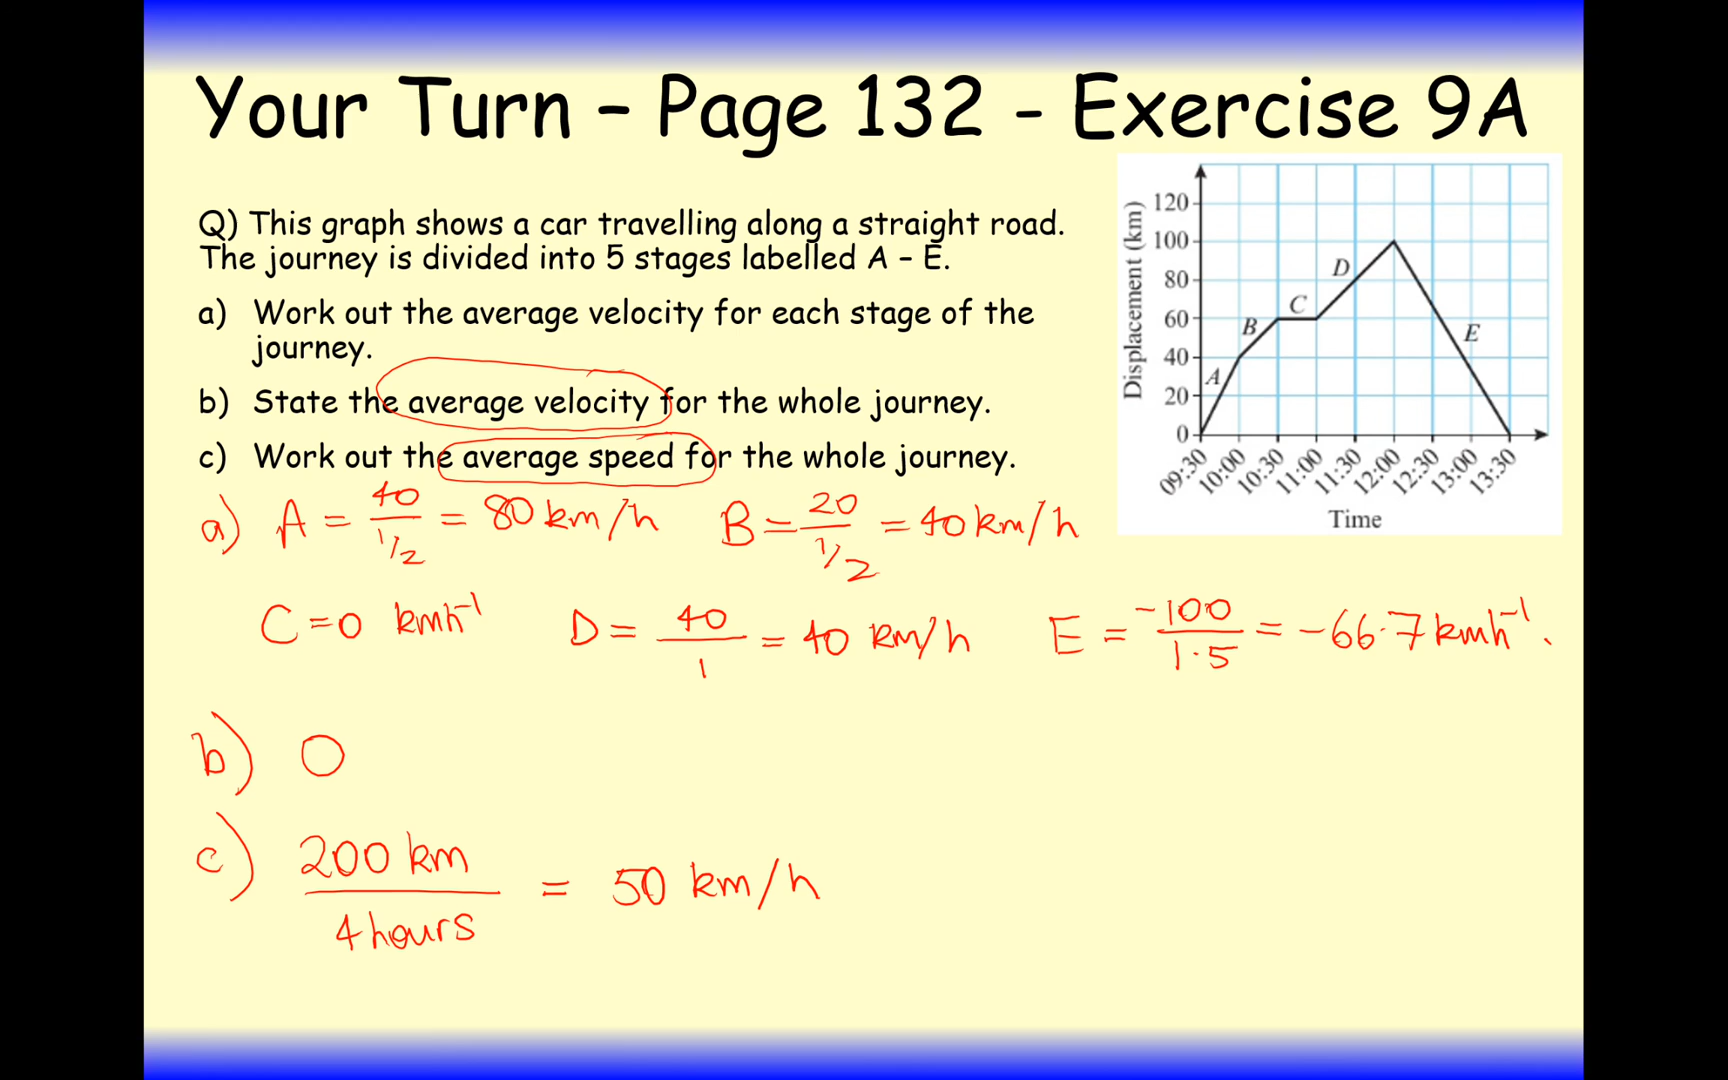 Your Turn – Page 132 - Exercise 9A
Q) This graph shows a car travelling along a straight road.
The journey is divided into 5 stages labelled A – E.
a) Work out the average velocity for each stage of the
journey.
b) State the average velocity for the whole journey.
c) Work out the average speed for the whole journey.
Displacement (km)
120
100
80
60
40
20
0
A
B
C
D
E
09:30 10:00 10:30 11:00 11:30 12:00 12:30 13:00 13:30
Time
a) A = 40/1/2 = 80 km/h B = 20/1/2 = 40 km/h
C = 0 kmh⁻¹ D = 40/1 = 40 km/h E = -100/1·5 = -66·7 kmh⁻¹.
b) 0
c) 200 km/4 hours = 50 km/h